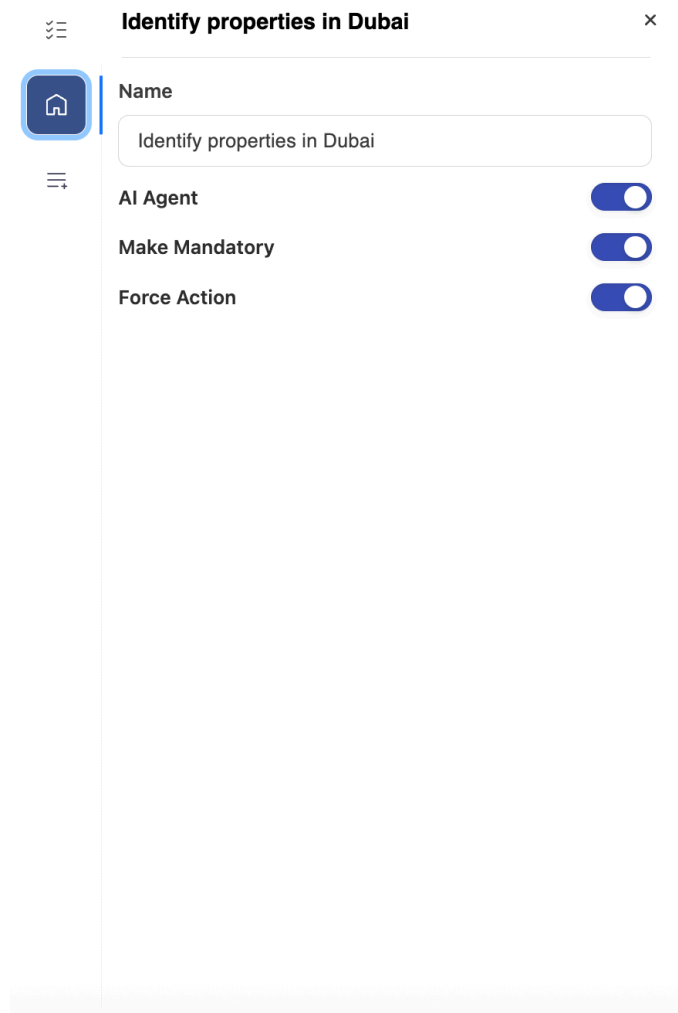 Identify properties in Dubai
Name
Identify properties in Dubai
AI Agent
Make Mandatory
Force Action